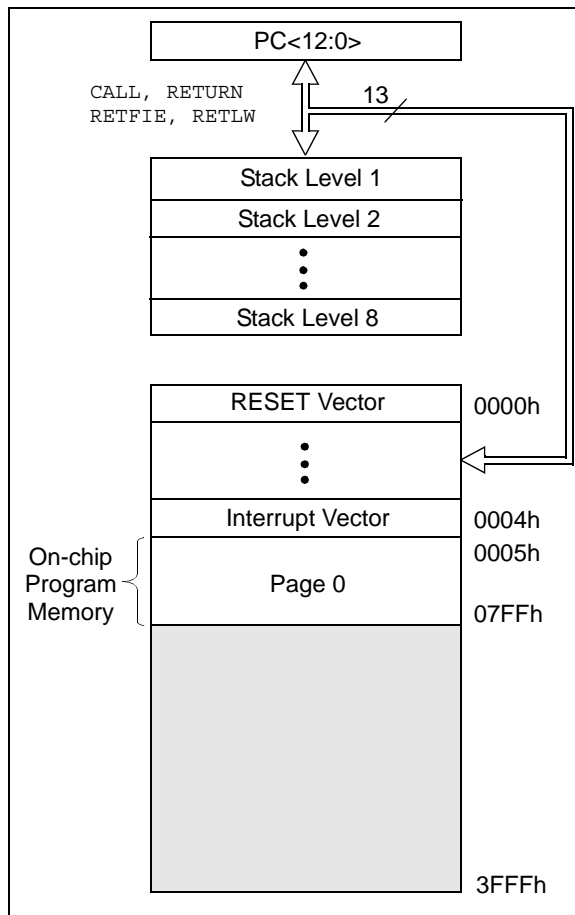 PC<12:0>
CALL, RETURN
RETFIE, RETLW
13
Stack Level 1
Stack Level 2
Stack Level 8
RESET Vector
0000h
Interrupt Vector
0004h
On-chip
Program
Memory
Page 0
0005h
07FFh
3FFFh